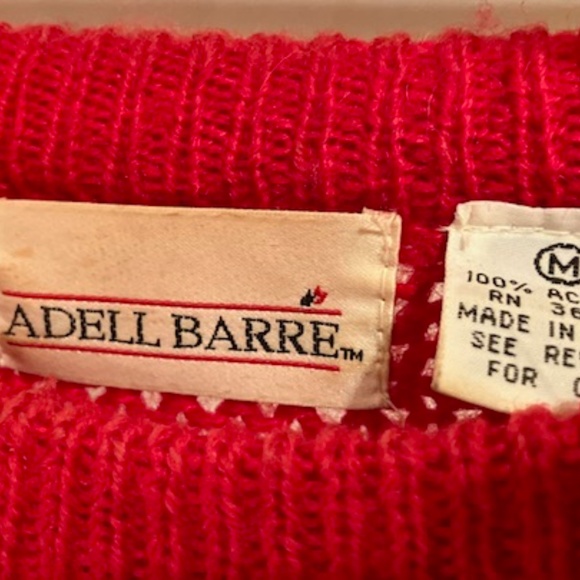 ADELL BARRE™
M
100% AC
RN 36
MADE IN
SEE RE
FOR